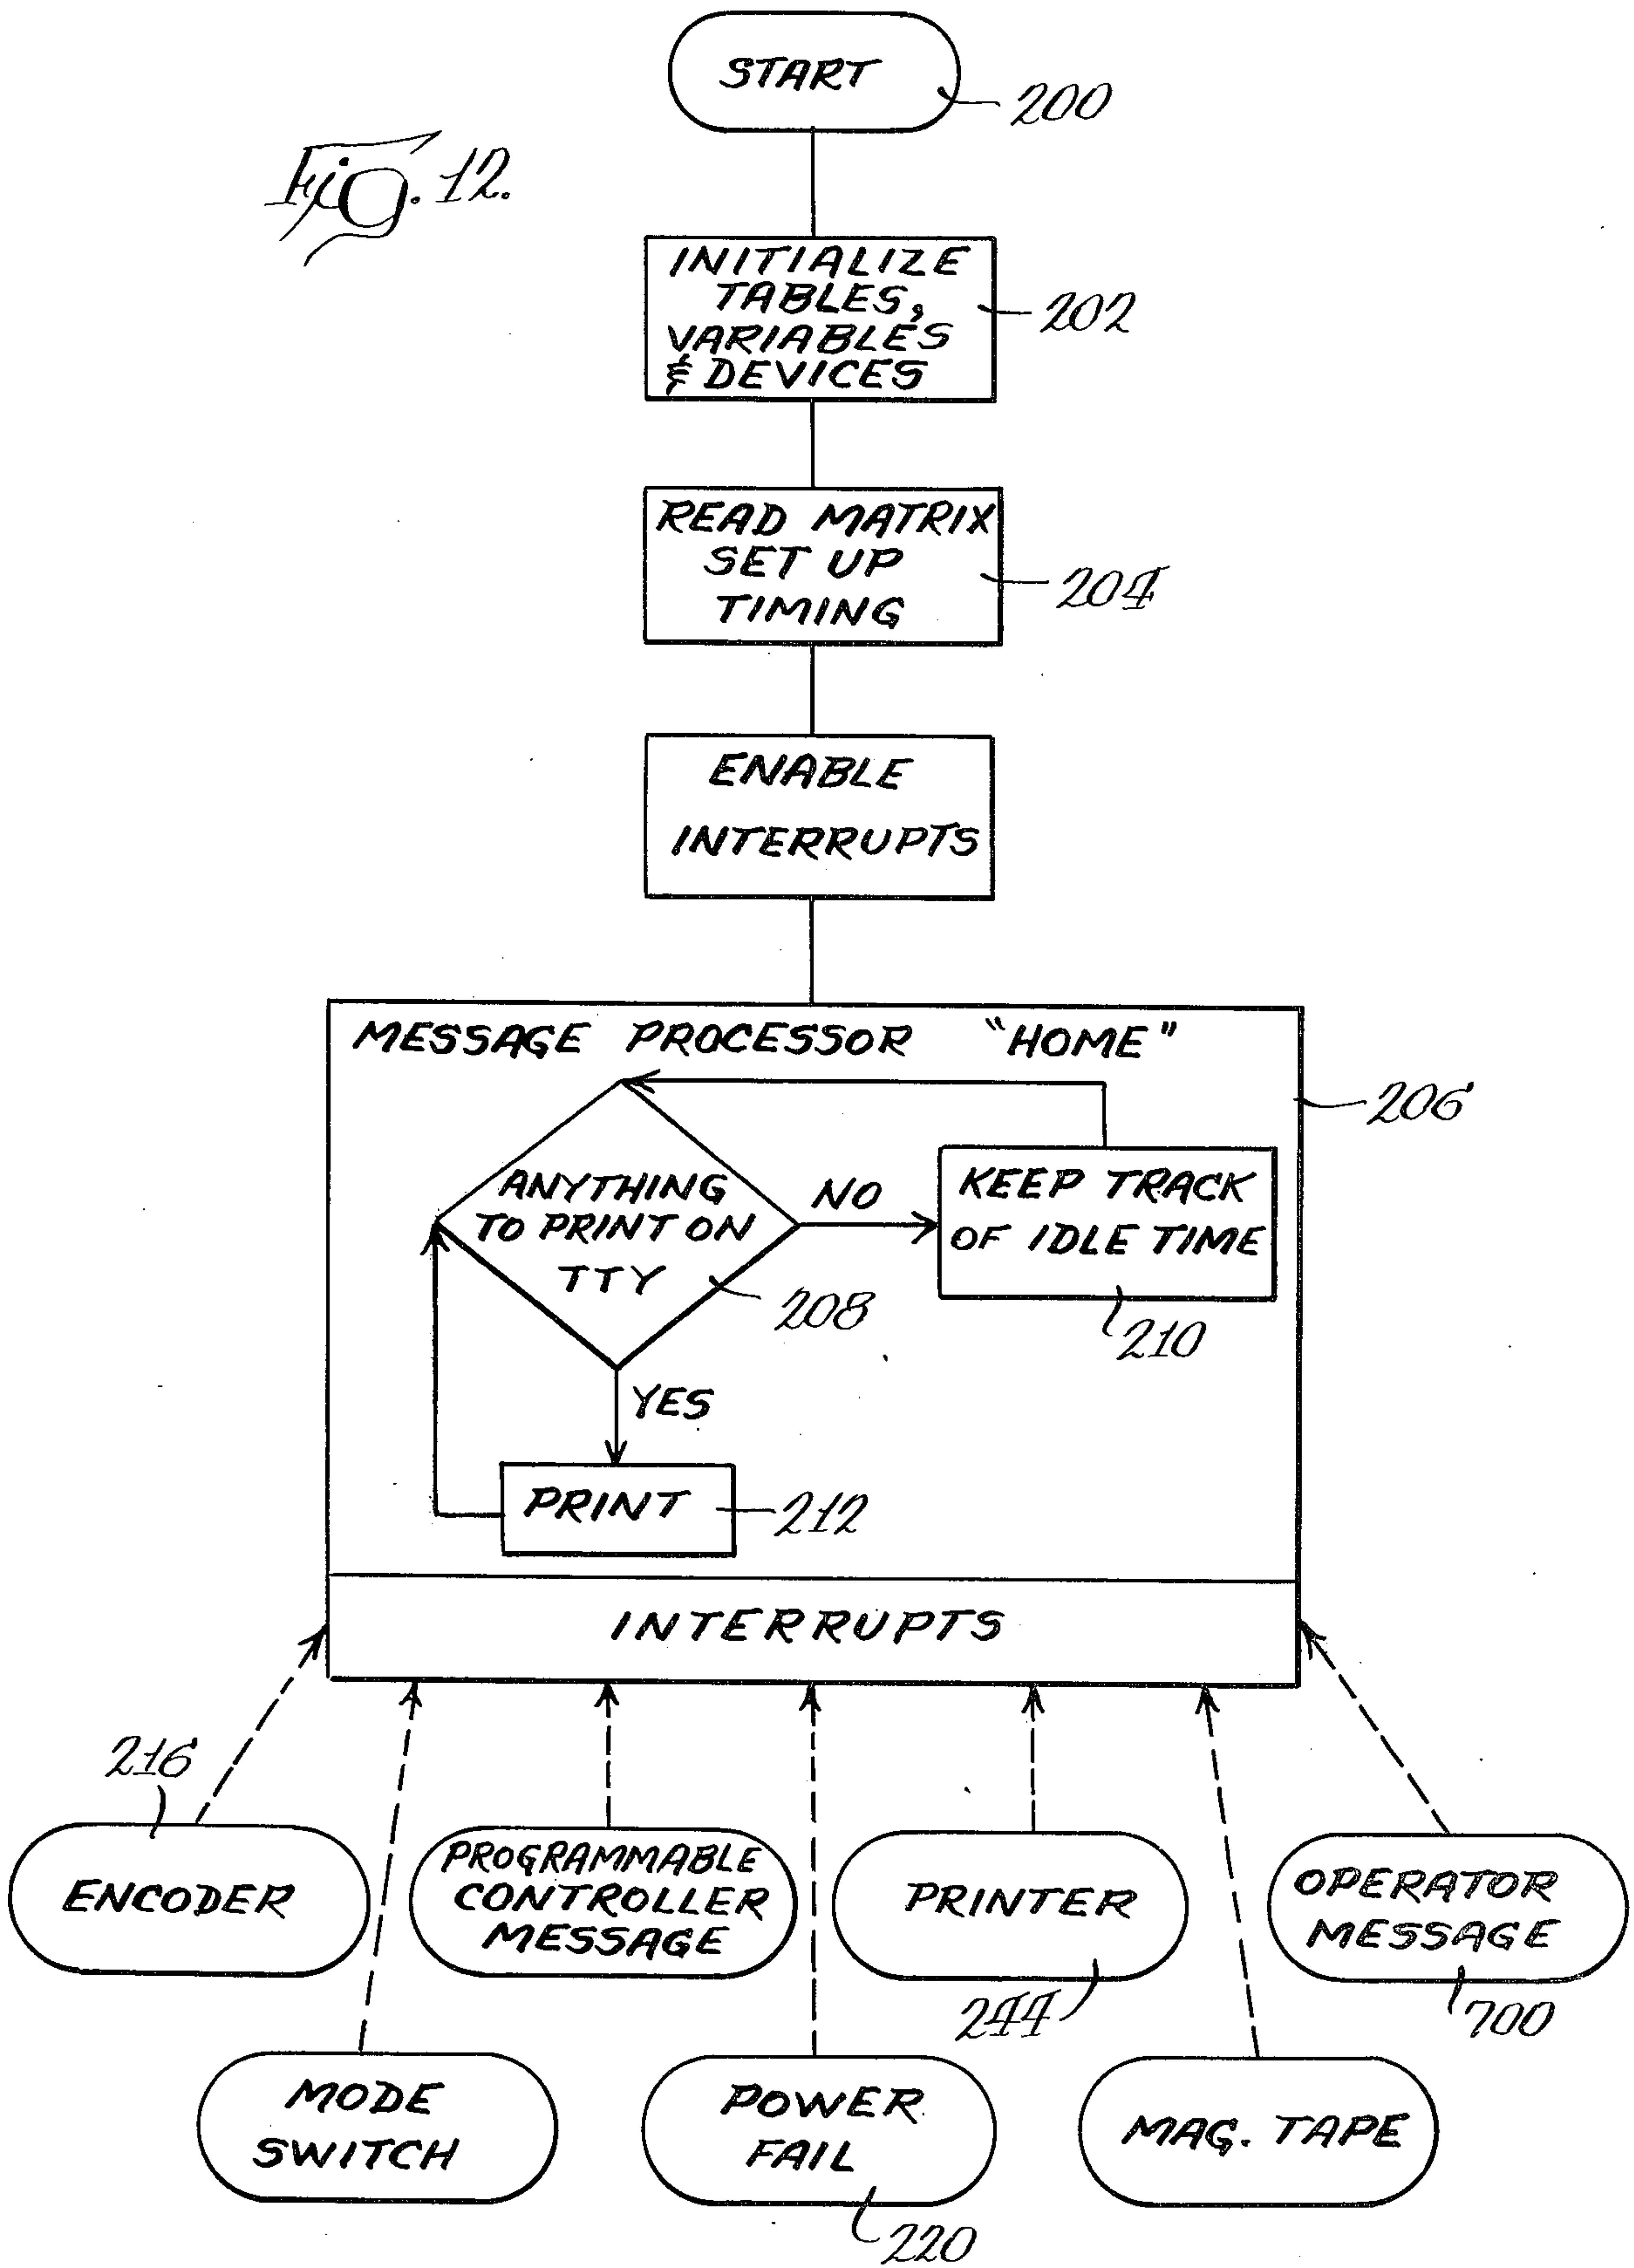 START
200
Fig. 12.
INITIALIZE
TABLES,
VARIABLES
& DEVICES
202
READ MATRIX
SET UP
TIMING
204
ENABLE
INTERRUPTS
MESSAGE PROCESSOR "HOME"
206
ANYTHING
TO PRINT ON
TTY
208
NO
KEEP TRACK
OF IDLE TIME
210
YES
PRINT
212
INTERRUPTS
216
ENCODER
PROGRAMMABLE
CONTROLLER
MESSAGE
PRINTER
244
OPERATOR
MESSAGE
700
MODE
SWITCH
POWER
FAIL
220
MAG. TAPE